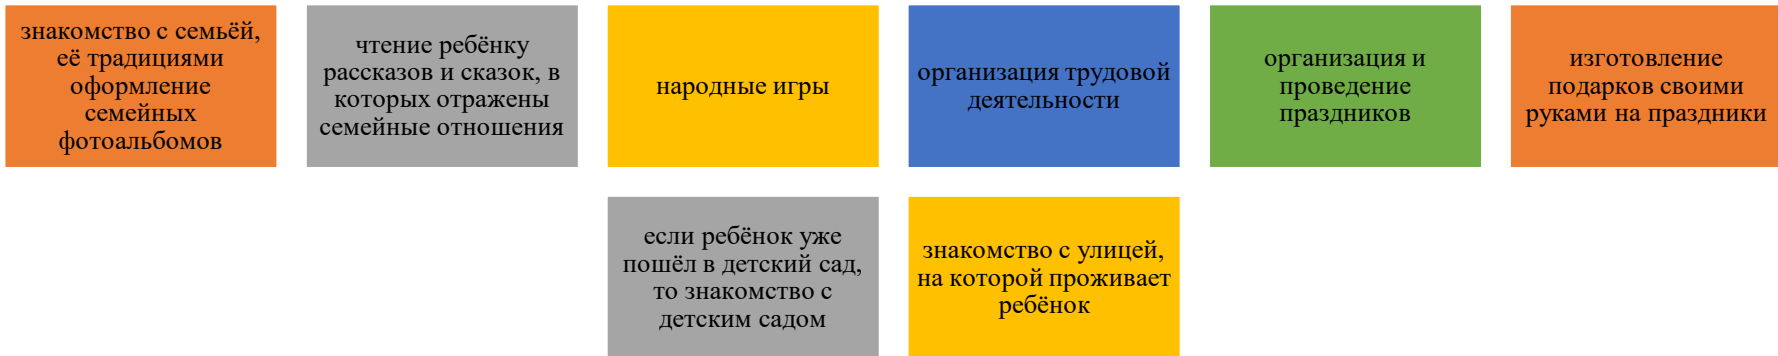 знакомство с семьёй,
её традициями
оформление
семейных
фотоальбомов
чтение ребёнку
рассказов и сказок, в
которых отражены
семейные отношения
народные игры
организация трудовой
деятельности
организация и
проведение
праздников
изготовление
подарков своими
руками на праздники
если ребёнок уже
пошёл в детский сад,
то знакомство с
детским садом
знакомство с улицей,
на которой проживает
ребёнок